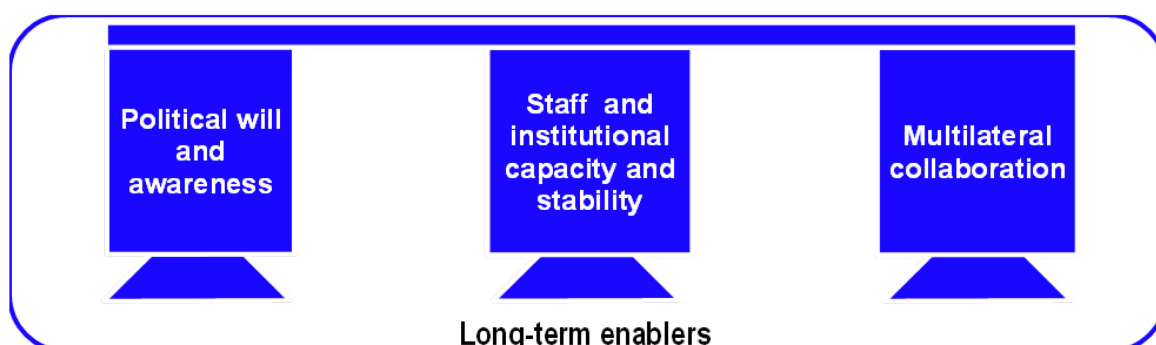 Political will
and
awareness
Staff and
institutional
capacity and
stability
Multilateral
collaboration
Long-term enablers